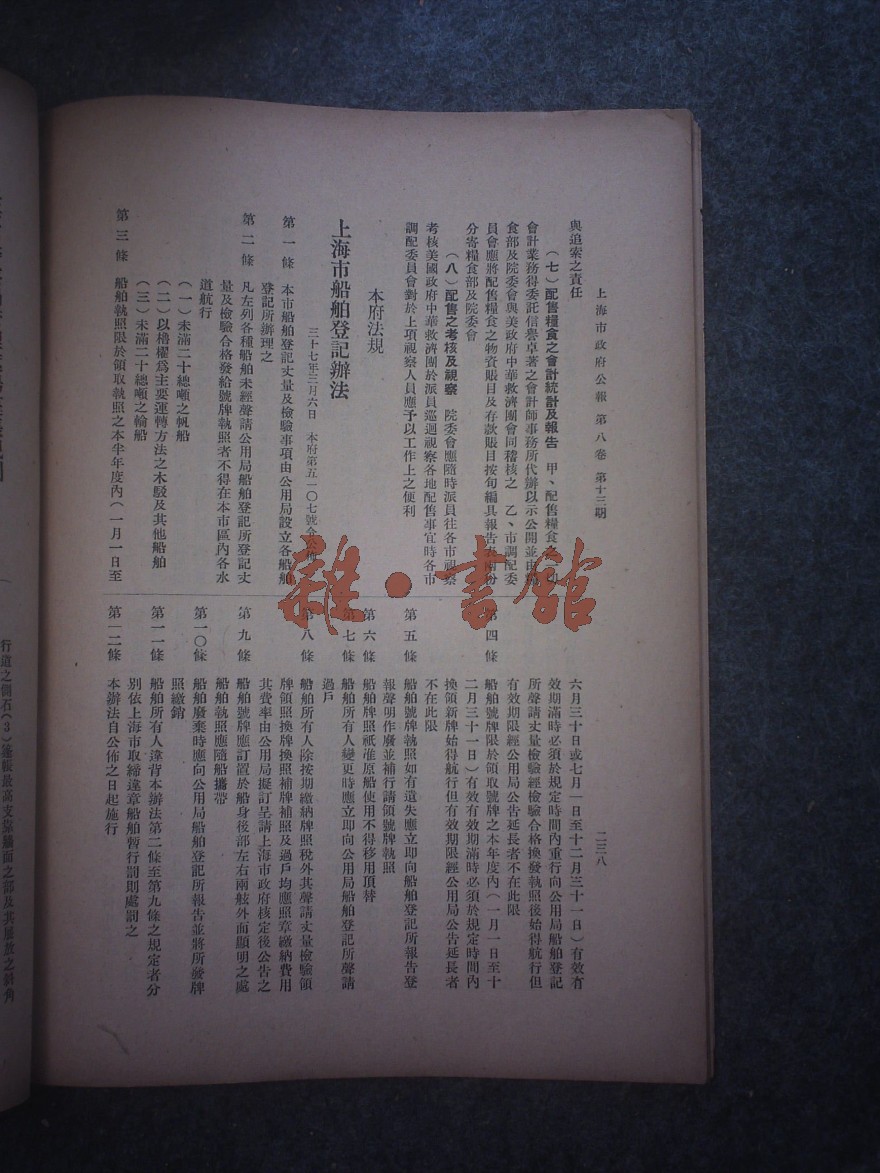 上海市政府公報 第八卷 第十三期
二三八
與追索之責任
(七)配售糧食之會計統計及報告 甲、配售糧食之一切
會計業務得委託信譽卓著之會計師事務所代辦以示公開並由糧
食部及院委會與美政府中華救濟團會同稽核之 乙、市調配委
員會應將配售糧食之物資賬目及存款賬目按旬編具報告
分寄糧食部及院委會
(八)配售之考核及視察 院委會應隨時派員往各市視察
考核美國政府中華救濟團於派員巡迴視察各地配售事宜時各市
調配委員會對於上項視察人員應予以工作上之便利
本府法規
上海市船舶登記辦法
三十七年三月六日 本府第五一〇七號令公佈
第一條 本市船舶登記丈量及檢驗事項由公用局設立各船舶
登記所辦理之
第二條 凡左列各種船舶未經聲請公用局船舶登記所登記丈
量及檢驗合格發給號牌執照者不得在本市區內各水
道航行
(一)未滿二十總噸之帆船
(二)以櫓櫂爲主要運轉方法之木駁及其他船舶
(三)未滿二十總噸之輪船
第三條 船舶執照限於領取執照之本半年度內(一月一日至
六月三十日或七月一日至十二月三十一日)有效有
效期滿時必須於規定時間內重行向公用局船舶登記
所聲請丈量檢驗經檢驗合格換發執照後始得航行但
有效期限經公用局公告延長者不在此限
第四條 船舶號牌限於領取號牌之本年度內(一月一日至十
二月三十一日)有效有效期滿時必須於規定時間內
換領新牌始得航行但有效期限經公用局公告延長者
不在此限
第五條 船舶號牌執照如有遺失應立即向船舶登記所報告登
報聲明作廢並補行請領號牌執照
第六條 船舶牌照祇准原船使用不得移用頂替
第七條 船舶所有人變更時應立即向公用局船舶登記所聲請
過戶
第八條 船舶所有人除按期繳納牌照稅外其聲請丈量檢驗領
牌領照換牌換照補牌補照及過戶均應照章繳納費用
其費率由公用局擬訂呈請上海市政府核定後公告之
第九條 船舶號牌應訂置於船身後部左右兩舷外面顯明之處
船舶執照應隨船攜帶
第一〇條 船舶廢棄時應向公用局船舶登記所報告並將所發牌
照繳銷
第一一條 船舶所有人違背本辦法第二條至第九條之規定者分
別依上海市取締違章船舶暫行罰則處罰之
第一二條 本辦法自公佈之日起施行
雜·書館